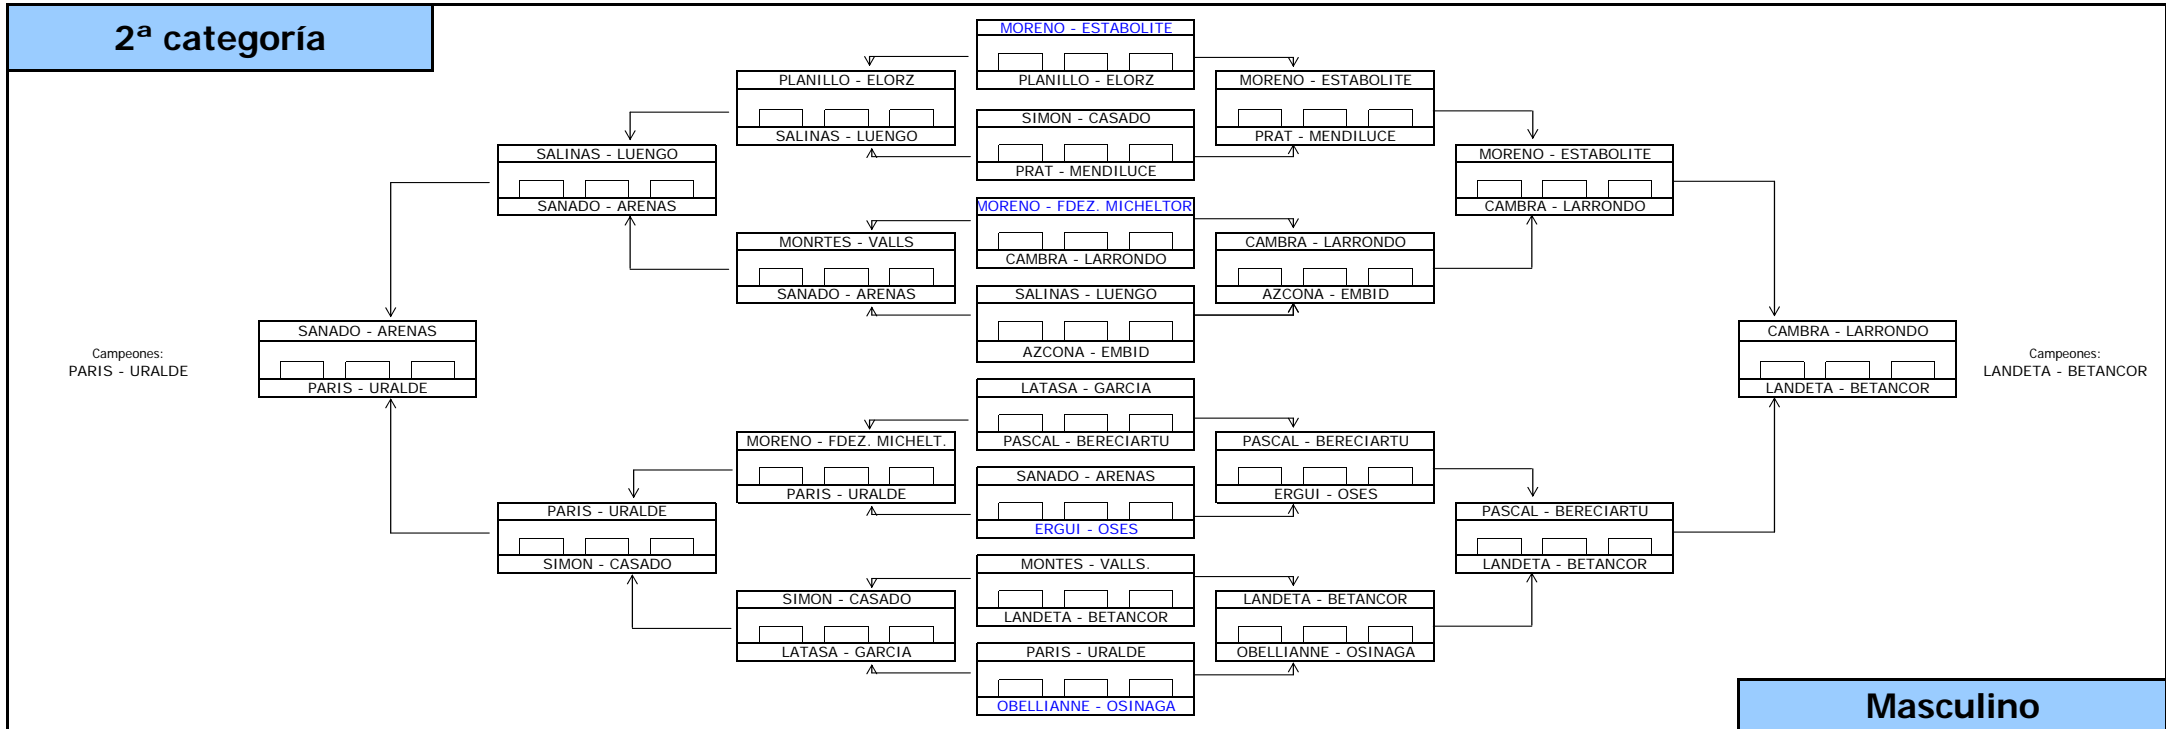 2ª categoría
MORENO - ESTABOLITE
PLANILLO - ELORZ
PLANILLO - ELORZ
SALINAS - LUENGO
MORENO - ESTABOLITE
PRAT - MENDILUCE
SIMON - CASADO
PRAT - MENDILUCE
SALINAS - LUENGO
SANADO - ARENAS
MORENO - ESTABOLITE
CAMBRA - LARRONDO
MORENO - FDEZ. MICHELTOR
CAMBRA - LARRONDO
MONRTES - VALLS
SANADO - ARENAS
CAMBRA - LARRONDO
AZCONA - EMBID
SALINAS - LUENGO
AZCONA - EMBID
SANADO - ARENAS
PARIS - URALDE
Campeones:
PARIS - URALDE
CAMBRA - LARRONDO
LANDETA - BETANCOR
Campeones:
LANDETA - BETANCOR
LATASA - GARCIA
PASCAL - BERECIARTU
MORENO - FDEZ. MICHELT.
PARIS - URALDE
PASCAL - BERECIARTU
ERGUI - OSES
SANADO - ARENAS
ERGUI - OSES
PARIS - URALDE
SIMON - CASADO
PASCAL - BERECIARTU
LANDETA - BETANCOR
MONTES - VALLS.
LANDETA - BETANCOR
SIMON - CASADO
LATASA - GARCIA
LANDETA - BETANCOR
OBELLIANNE - OSINAGA
PARIS - URALDE
OBELLIANNE - OSINAGA
Masculino